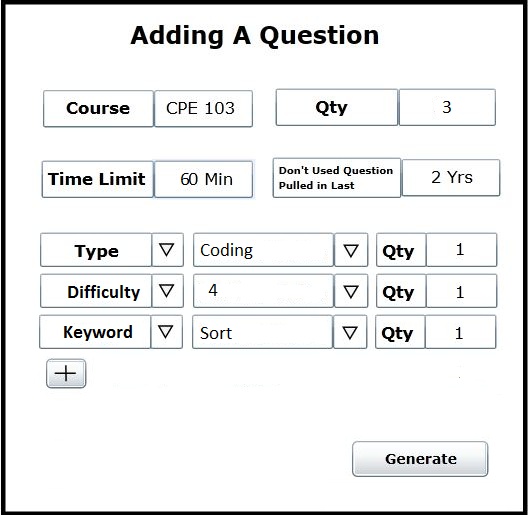 Adding A Question
Course CPE 103 Qty 3
Time Limit 60 Min Don't Used Question
Pulled in Last 2 Yrs
Type Coding Qty 1
Difficulty 4 Qty 1
Keyword Sort Qty 1
+
Generate